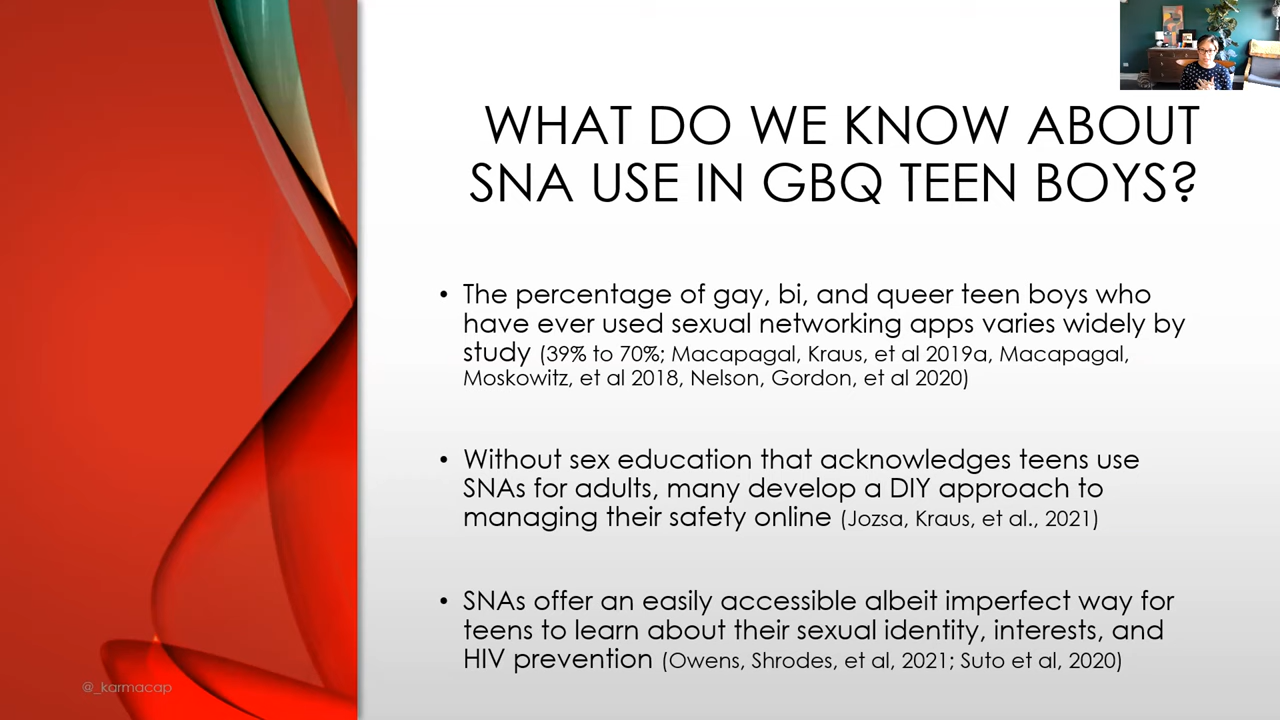 WHAT DO WE KNOW ABOUT
SNA USE IN GBQ TEEN BOYS?
• The percentage of gay, bi, and queer teen boys who
have ever used sexual networking apps varies widely by
study (39% to 70%; Macapagal, Kraus, et al 2019a, Macapagal,
Moskowitz, et al 2018, Nelson, Gordon, et al 2020)
• Without sex education that acknowledges teens use
SNAs for adults, many develop a DIY approach to
managing their safety online (Jozsa, Kraus, et al., 2021)
• SNAs offer an easily accessible albeit imperfect way for
teens to learn about their sexual identity, interests, and
HIV prevention (Owens, Shrodes, et al, 2021; Suto et al, 2020)
@_karmacap